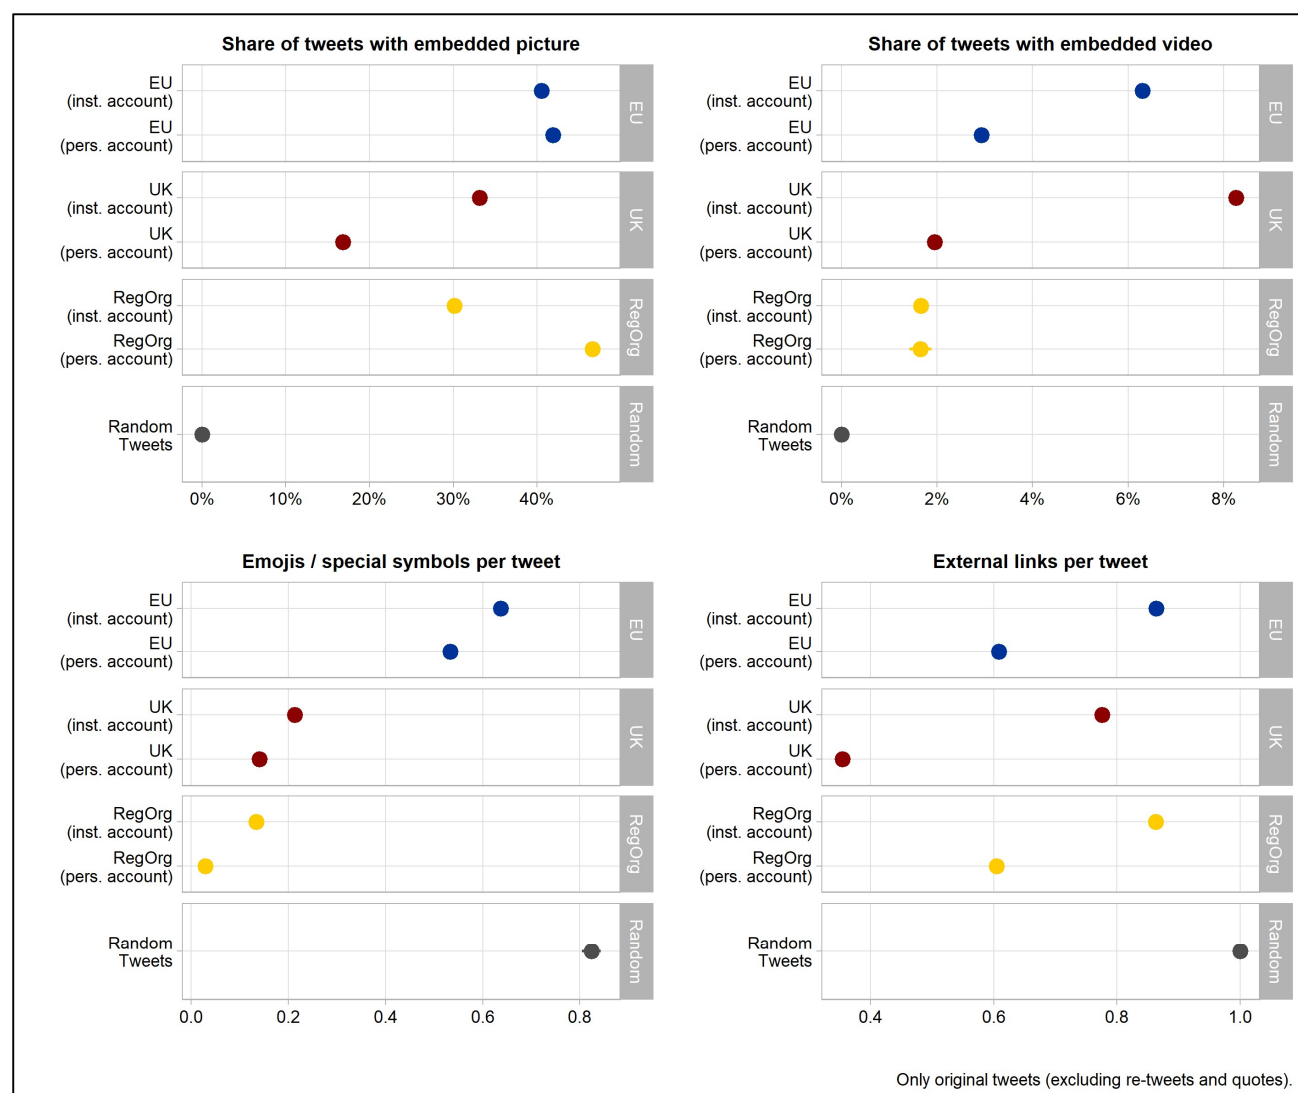 Share of tweets with embedded picture
EU
(inst. account)
EU
(pers. account)
EU
UK
(inst. account)
UK
(pers. account)
UK
RegOrg
(inst. account)
RegOrg
(pers. account)
RegOrg
Random
Tweets
Random
0% 10% 20% 30% 40%
Share of tweets with embedded video
EU
(inst. account)
EU
(pers. account)
EU
UK
(inst. account)
UK
(pers. account)
UK
RegOrg
(inst. account)
RegOrg
(pers. account)
RegOrg
Random
Tweets
Random
0% 2% 4% 6% 8%
Emojis / special symbols per tweet
EU
(inst. account)
EU
(pers. account)
EU
UK
(inst. account)
UK
(pers. account)
UK
RegOrg
(inst. account)
RegOrg
(pers. account)
RegOrg
Random
Tweets
Random
0.0 0.2 0.4 0.6 0.8
External links per tweet
EU
(inst. account)
EU
(pers. account)
EU
UK
(inst. account)
UK
(pers. account)
UK
RegOrg
(inst. account)
RegOrg
(pers. account)
RegOrg
Random
Tweets
Random
0.4 0.6 0.8 1.0
Only original tweets (excluding re-tweets and quotes).